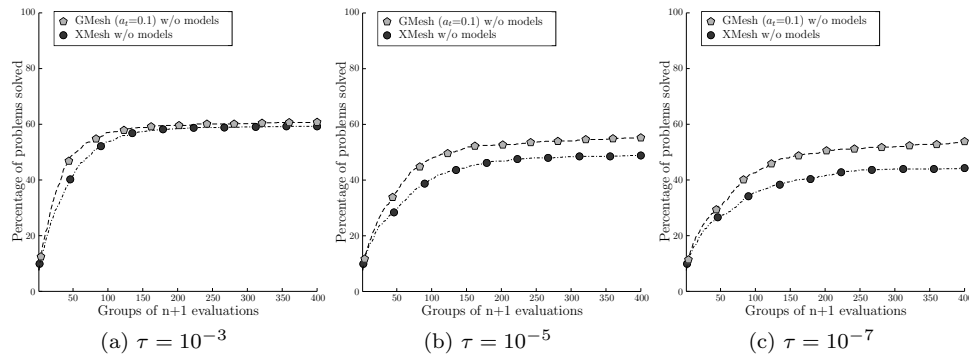 GMesh (a_t=0.1) w/o models
XMesh w/o models
Percentage of problems solved
100
80
60
40
20
0
50 100 150 200 250 300 350 400
Groups of n+1 evaluations
(a) τ = 10⁻³
GMesh (a_t=0.1) w/o models
XMesh w/o models
Percentage of problems solved
100
80
60
40
20
0
50 100 150 200 250 300 350 400
Groups of n+1 evaluations
(b) τ = 10⁻⁵
GMesh (a_t=0.1) w/o models
XMesh w/o models
Percentage of problems solved
100
80
60
40
20
0
50 100 150 200 250 300 350 400
Groups of n+1 evaluations
(c) τ = 10⁻⁷